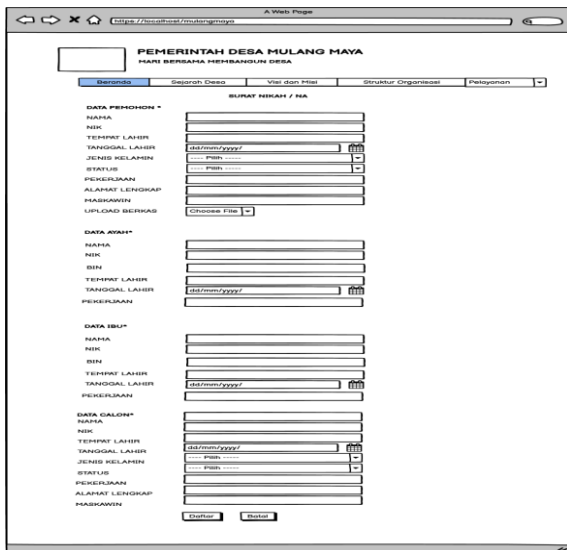 A Web Page
https://localhost/mulangmaya
PEMERINTAH DESA MULANG MAYA
MARI BERSAMA MEMBANGUN DESA
Beranda Sejarah Desa Visi dan Misi Struktur Organisasi Pelayanan
SURAT NIKAH / NA
DATA PEMOHON *
NAMA
NIK
TEMPAT LAHIR
TANGGAL LAHIR dd/mm/yyyy/
JENIS KELAMIN ---- Pilih -----
STATUS ---- Pilih -----
PEKERJAAN
ALAMAT LENGKAP
MASKAWIN
UPLOAD BERKAS Choose File
DATA AYAH*
NAMA
NIK
BIN
TEMPAT LAHIR
TANGGAL LAHIR dd/mm/yyyy/
PEKERJAAN
DATA IBU*
NAMA
NIK
BIN
TEMPAT LAHIR
TANGGAL LAHIR dd/mm/yyyy/
PEKERJAAN
DATA CALON*
NAMA
NIK
TEMPAT LAHIR
TANGGAL LAHIR dd/mm/yyyy/
JENIS KELAMIN ---- Pilih -----
STATUS ---- Pilih -----
PEKERJAAN
ALAMAT LENGKAP
MASKAWIN
Daftar Batal